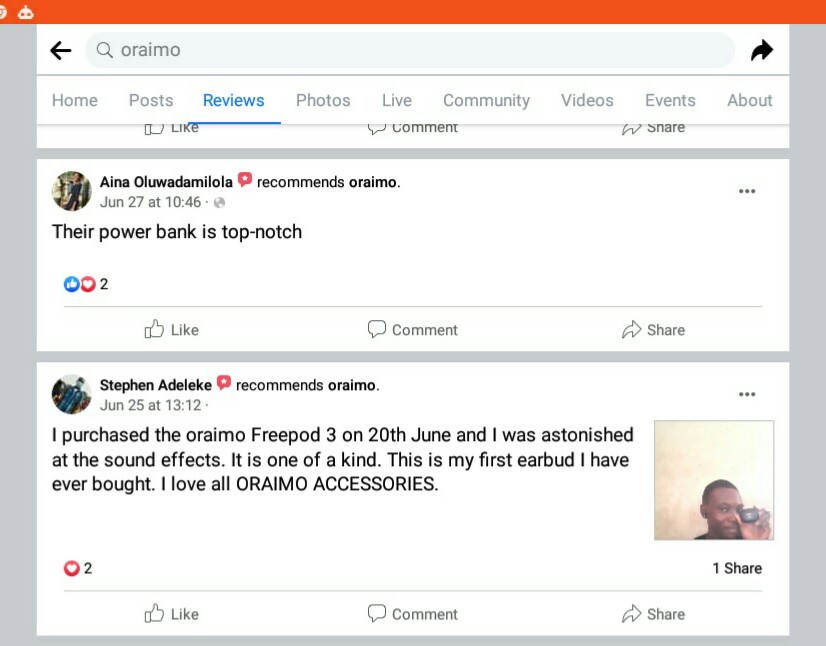 oraimo
Home Posts Reviews Photos Live Community Videos Events About
Like Comment Share
Aina Oluwadamilola recommends oraimo.
Jun 27 at 10:46 ·
Their power bank is top-notch
2
Like Comment Share
Stephen Adeleke recommends oraimo.
Jun 25 at 13:12 ·
I purchased the oraimo Freepod 3 on 20th June and I was astonished
at the sound effects. It is one of a kind. This is my first earbud I have
ever bought. I love all ORAIMO ACCESSORIES.
2 1 Share
Like Comment Share